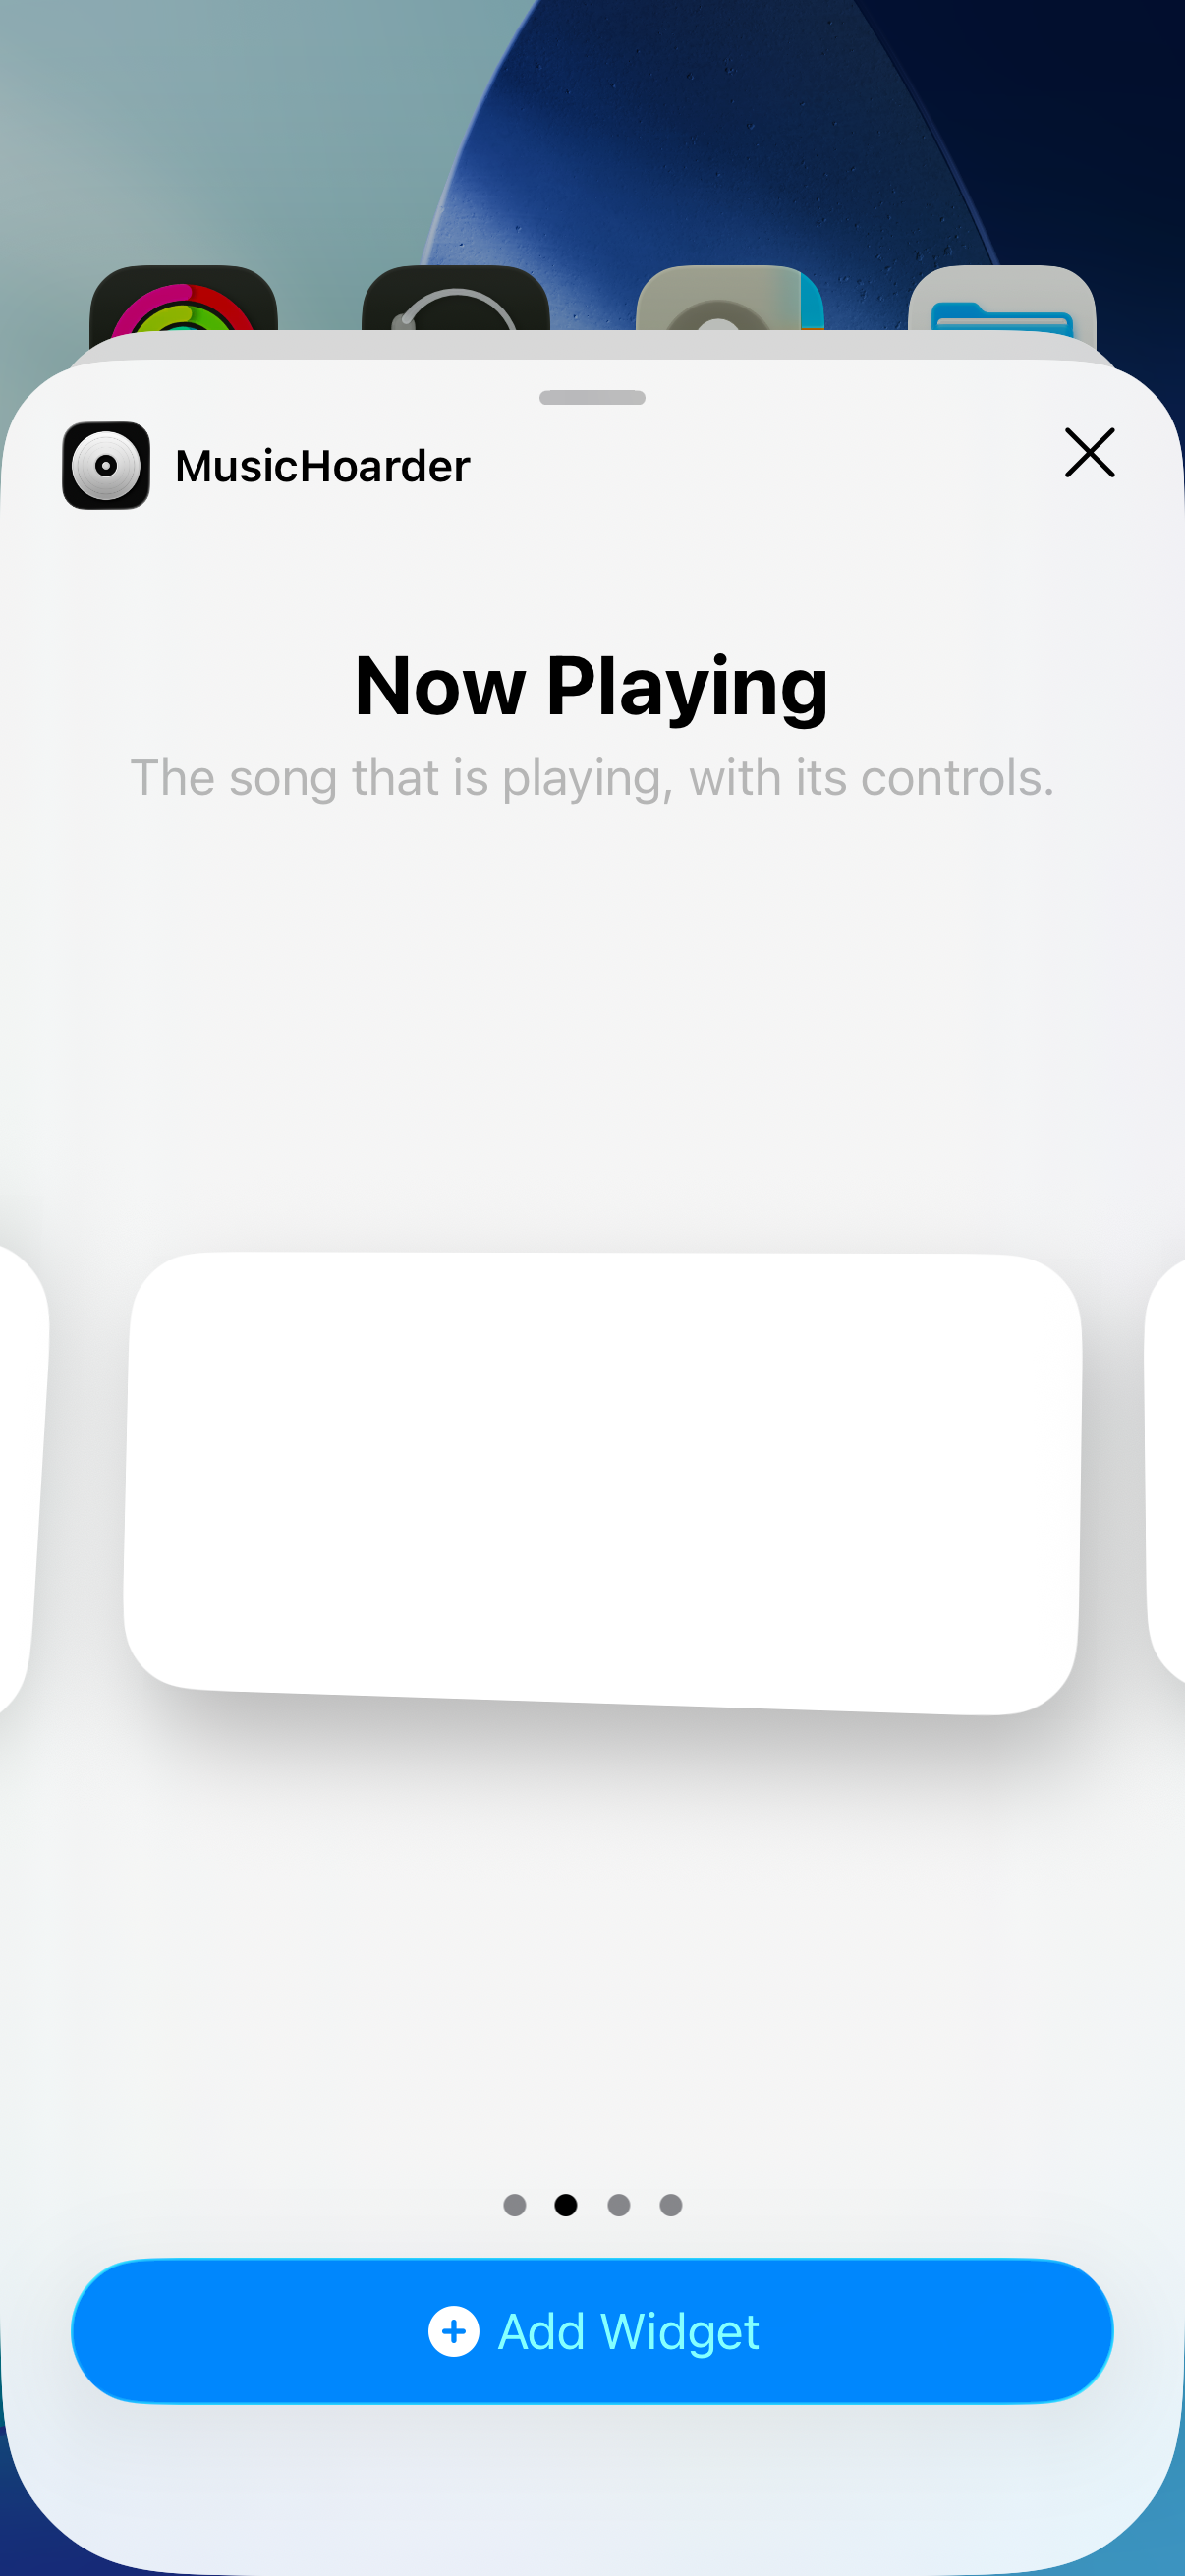 MusicHoarder
Now Playing
The song that is playing, with its controls.
Add Widget